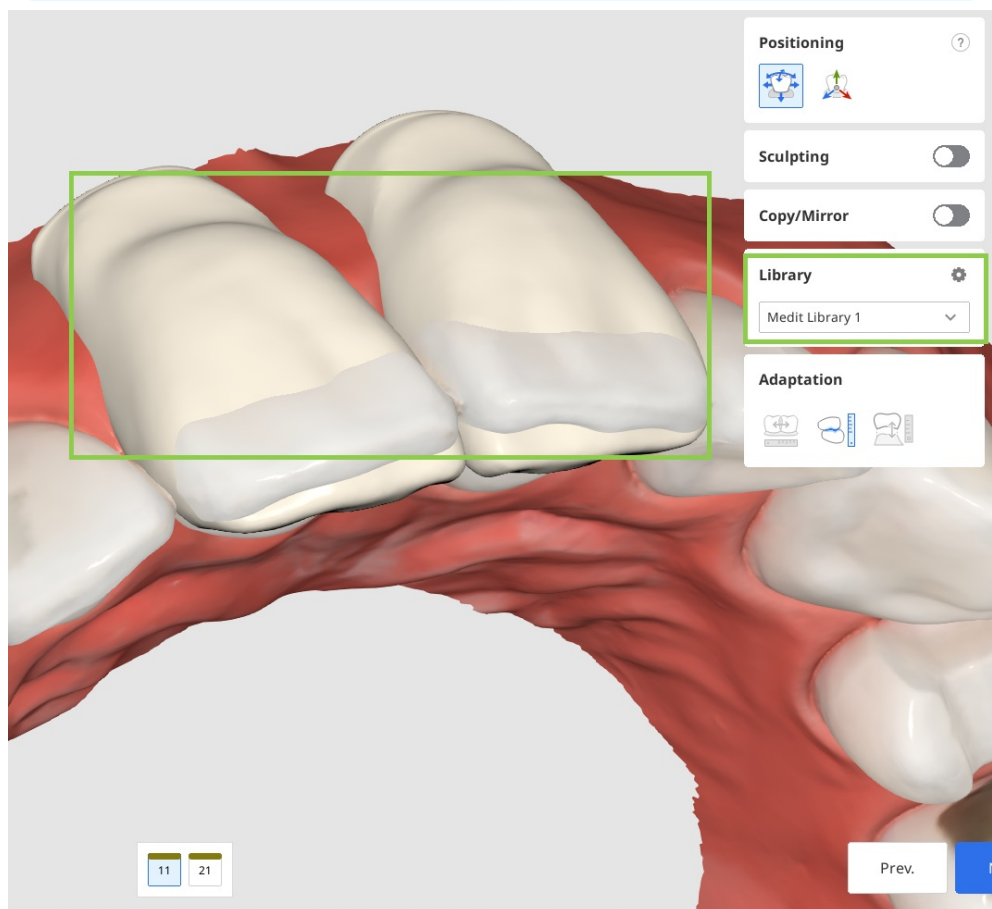 Positioning
?
Sculpting
Copy/Mirror
Library
Medit Library 1
Adaptation
11
21
Prev.